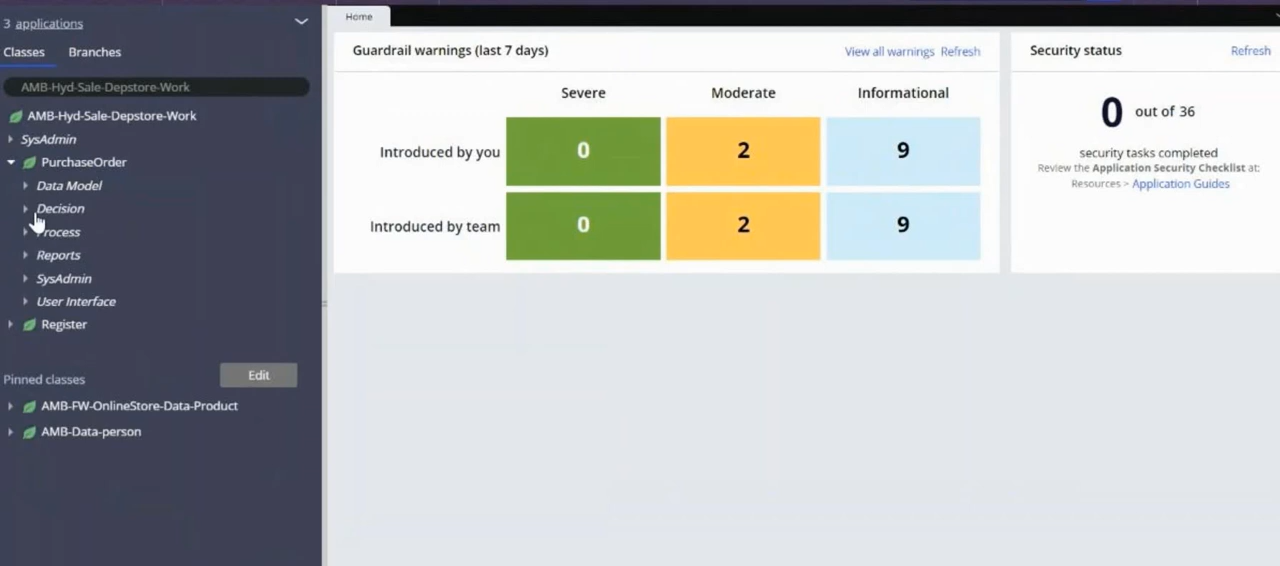 3 applications
Classes Branches
AMB-Hyd-Sale-Depstore-Work
AMB-Hyd-Sale-Depstore-Work
SysAdmin
PurchaseOrder
Data Model
Decision
Process
Reports
SysAdmin
User Interface
Register
Pinned classes Edit
AMB-FW-OnlineStore-Data-Product
AMB-Data-person
Home
Guardrail warnings (last 7 days) View all warnings Refresh
Severe Moderate Informational
Introduced by you 0 2 9
Introduced by team 0 2 9
Security status Refresh
0 out of 36
security tasks completed
Review the Application Security Checklist at:
Resources > Application Guides